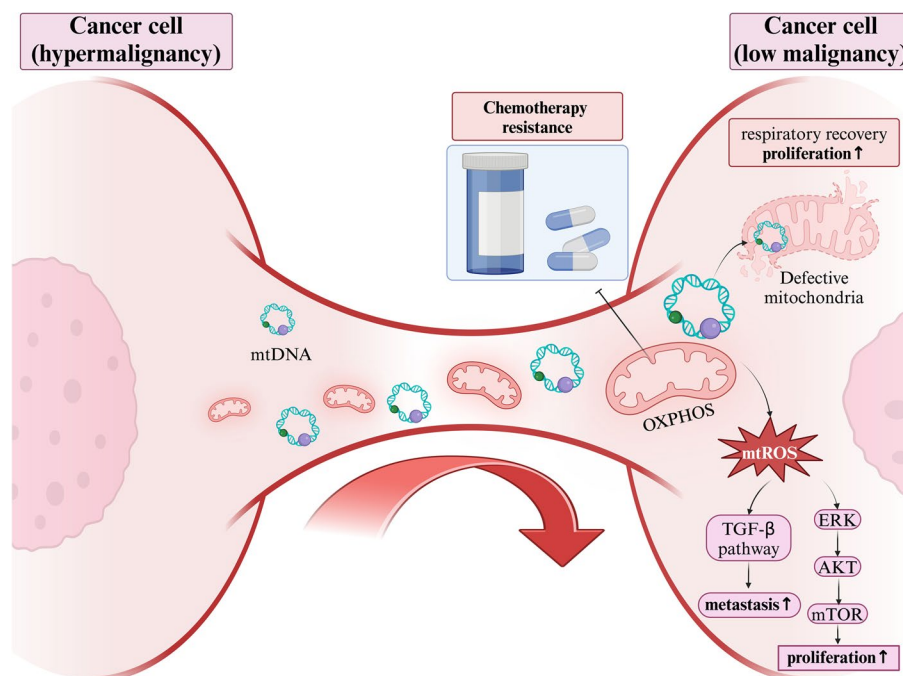 Cancer cell
(hypermalignancy)
Cancer cell
(low malignancy)
Chemotherapy
resistance
respiratory recovery
proliferation↑
Defective
mitochondria
mtDNA
OXPHOS
mtROS
TGF-β
pathway
metastasis↑
ERK
AKT
mTOR
proliferation↑